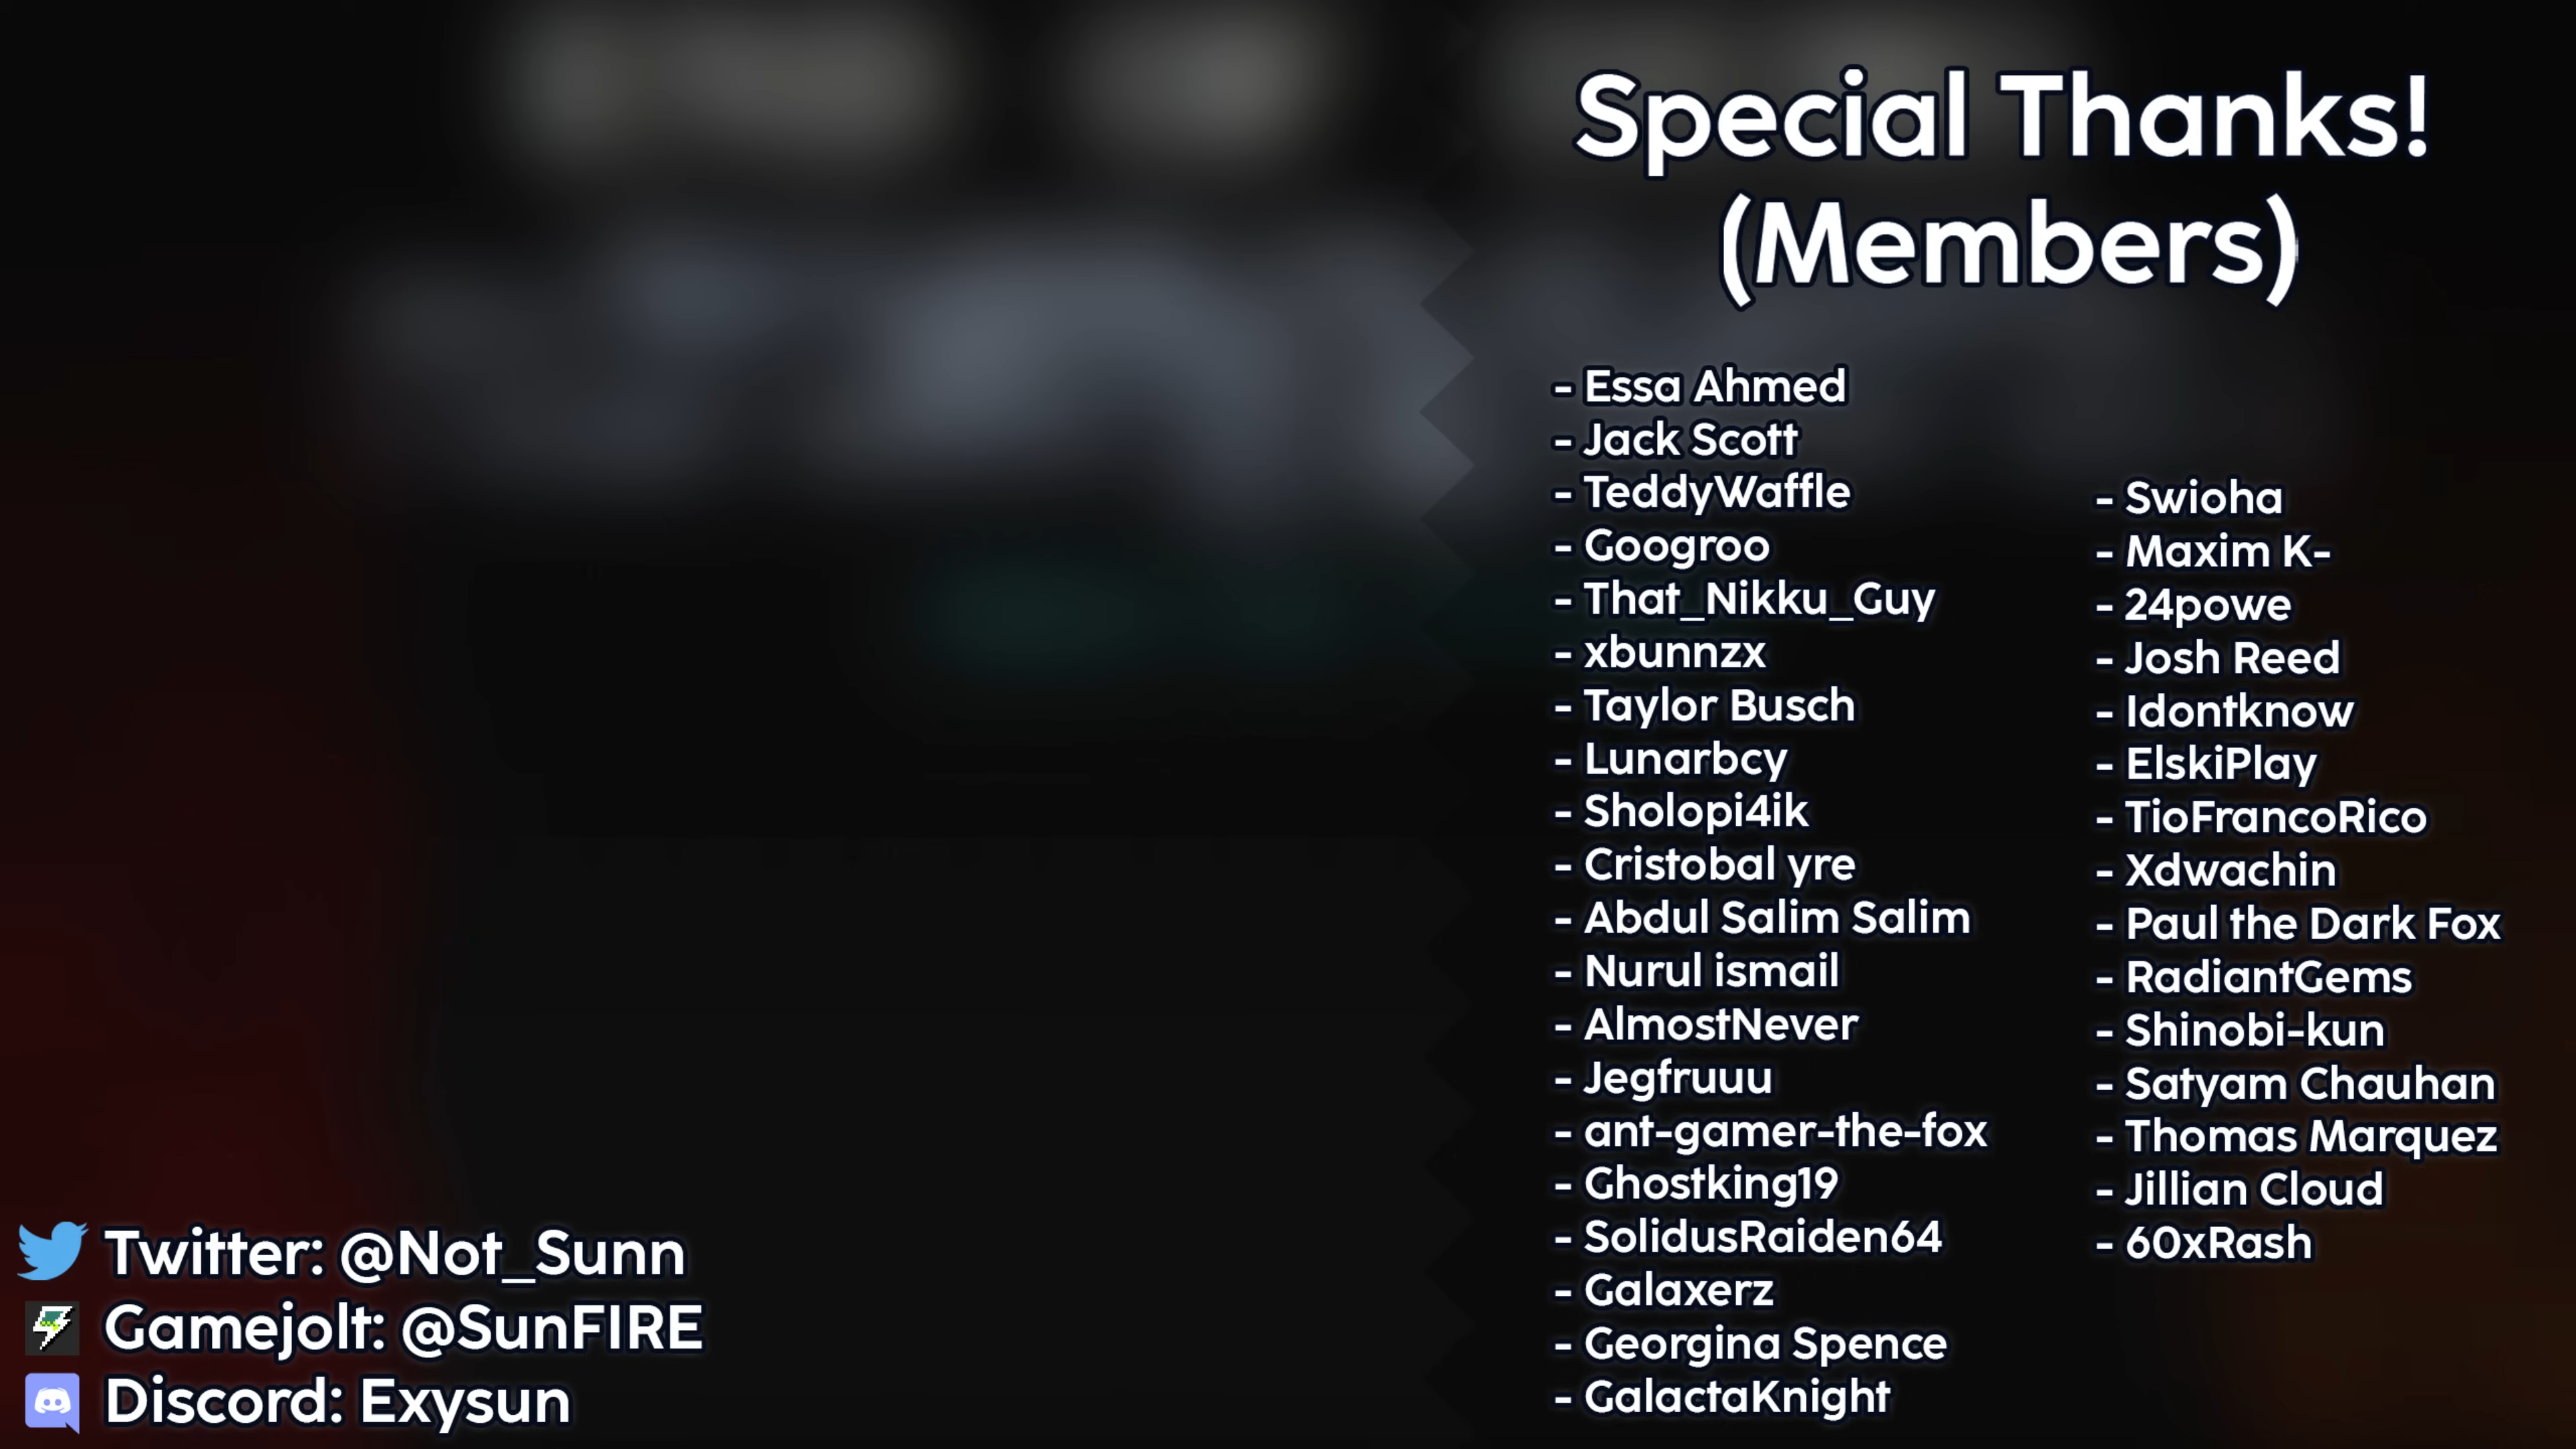 Special Thanks!
(Members)
- Essa Ahmed
- Jack Scott
- TeddyWaffle
- Googroo
- That_Nikku_Guy
- xbunnzx
- Taylor Busch
- Lunarbcy
- Sholopi4ik
- Cristobal yre
- Abdul Salim Salim
- Nurul ismail
- AlmostNever
- Jegfruuu
- ant-gamer-the-fox
- Ghostking19
- SolidusRaiden64
- Galaxerz
- Georgina Spence
- GalactaKnight
- Swioha
- Maxim K-
- 24powe
- Josh Reed
- Idontknow
- ElskiPlay
- TioFrancoRico
- Xdwachin
- Paul the Dark Fox
- RadiantGems
- Shinobi-kun
- Satyam Chauhan
- Thomas Marquez
- Jillian Cloud
- 60xRash
Twitter: @Not_Sunn
Gamejolt: @SunFIRE
Discord: Exysun